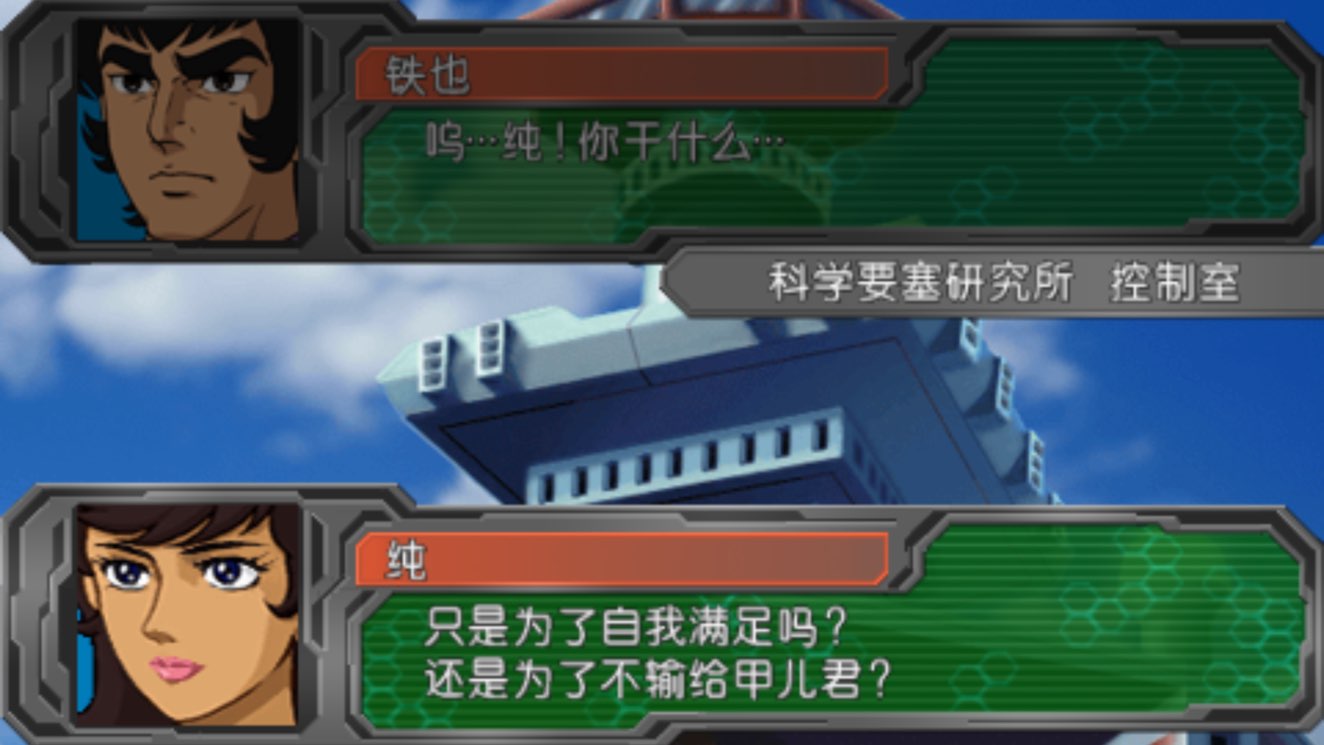 铁也
呜…纯！你干什么…
科学要塞研究所 控制室
纯
只是为了自我满足吗？
还是为了不输给甲儿君？